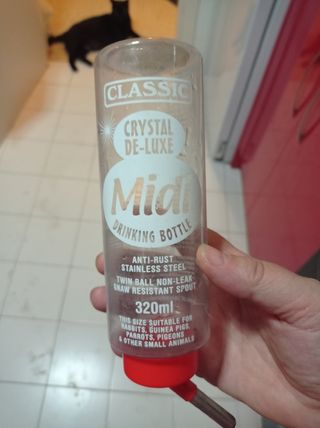 CLASSIC
CRYSTAL
DE-LUXE
Midi
DRINKING BOTTLE
ANTI-RUST
STAINLESS STEEL
TWIN BALL NON-LEAK
GNAW RESISTANT SPOUT
320ml
THIS SIZE SUITABLE FOR
RABBITS, GUINEA PIGS,
PARROTS, PIGEONS
& OTHER SMALL ANIMALS